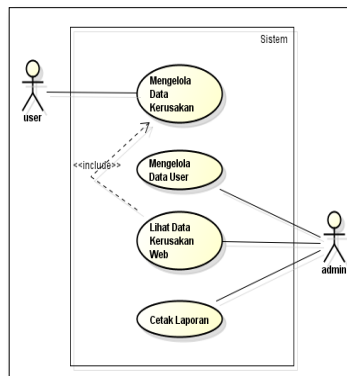 Sistem
Mengelola
Data
Kerusakan
user
<<include>>
Mengelola
Data User
Lihat Data
Kerusakan
Web
admin
Cetak Laporan